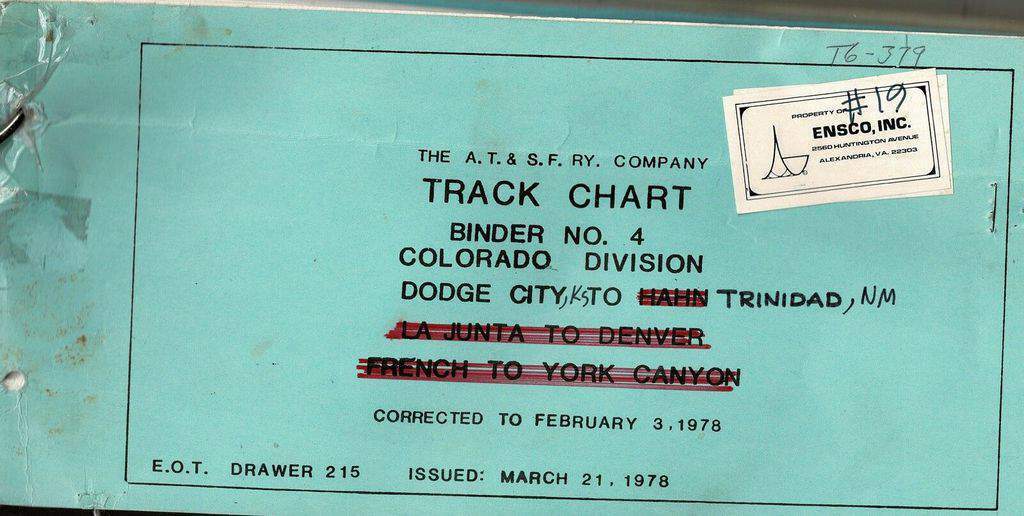 T6-379
#19
PROPERTY OF
ENSCO, INC.
2560 HUNTINGTON AVENUE
ALEXANDRIA, VA. 22303
THE A.T. & S.F. RY. COMPANY
TRACK CHART
BINDER NO. 4
COLORADO DIVISION
DODGE CITY, KS TO HAHN TRINIDAD, NM
LA JUNTA TO DENVER
FRENCH TO YORK CANYON
CORRECTED TO FEBRUARY 3, 1978
E.O.T. DRAWER 215 ISSUED: MARCH 21, 1978